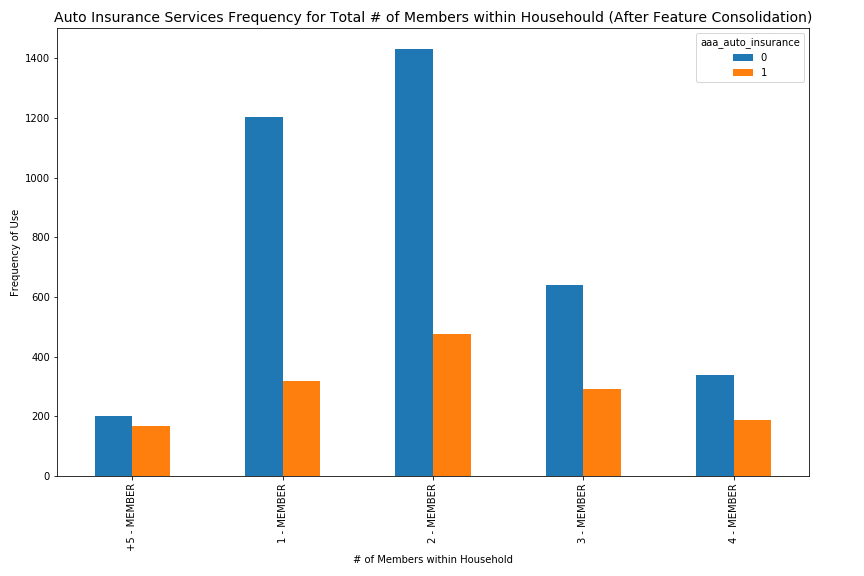 Auto Insurance Services Frequency for Total # of Members within Househould (After Feature Consolidation)
aaa_auto_insurance
0
1
1400
1200
1000
800
600
400
200
0
Frequency of Use
+5 - MEMBER
1 - MEMBER
2 - MEMBER
3 - MEMBER
4 - MEMBER
# of Members within Household